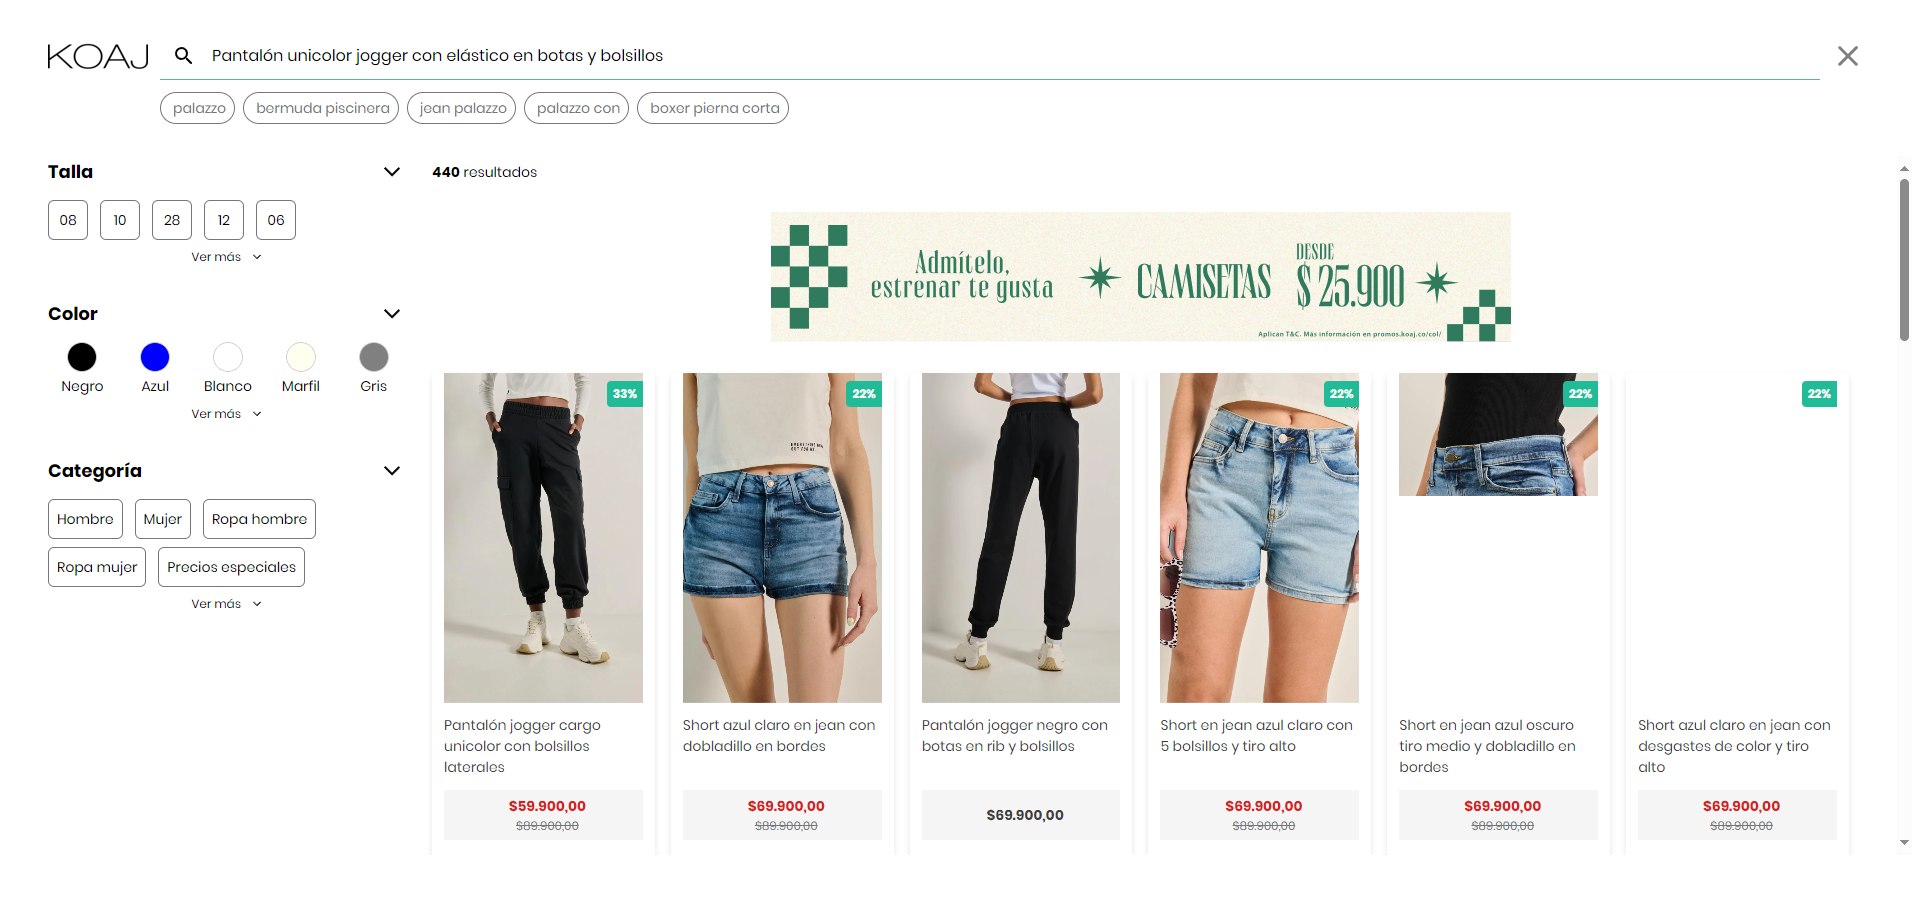 KOAJ
Pantalón unicolor jogger con elástico en botas y bolsillos
palazzo
bermuda piscinera
jean palazzo
palazzo con
boxer pierna corta
Talla
08
10
28
12
06
Ver más
Color
Negro
Azul
Blanco
Marfil
Gris
Ver más
Categoría
Hombre
Mujer
Ropa hombre
Ropa mujer
Precios especiales
Ver más
440 resultados
Admítelo,
estrenar te gusta
CAMISETAS
DESDE
$ 25.900
Aplican T&C. Más información en promos.koaj.co/col/
33%
Pantalón jogger cargo
unicolor con bolsillos
laterales
$59.900,00
$89.900,00
22%
Short azul claro en jean con
dobladillo en bordes
$69.900,00
$89.900,00
Pantalón jogger negro con
botas en rib y bolsillos
$69.900,00
22%
Short en jean azul claro con
5 bolsillos y tiro alto
$69.900,00
$89.900,00
22%
Short en jean azul oscuro
tiro medio y dobladillo en
bordes
$69.900,00
$89.900,00
22%
Short azul claro en jean con
desgastes de color y tiro
alto
$69.900,00
$89.900,00